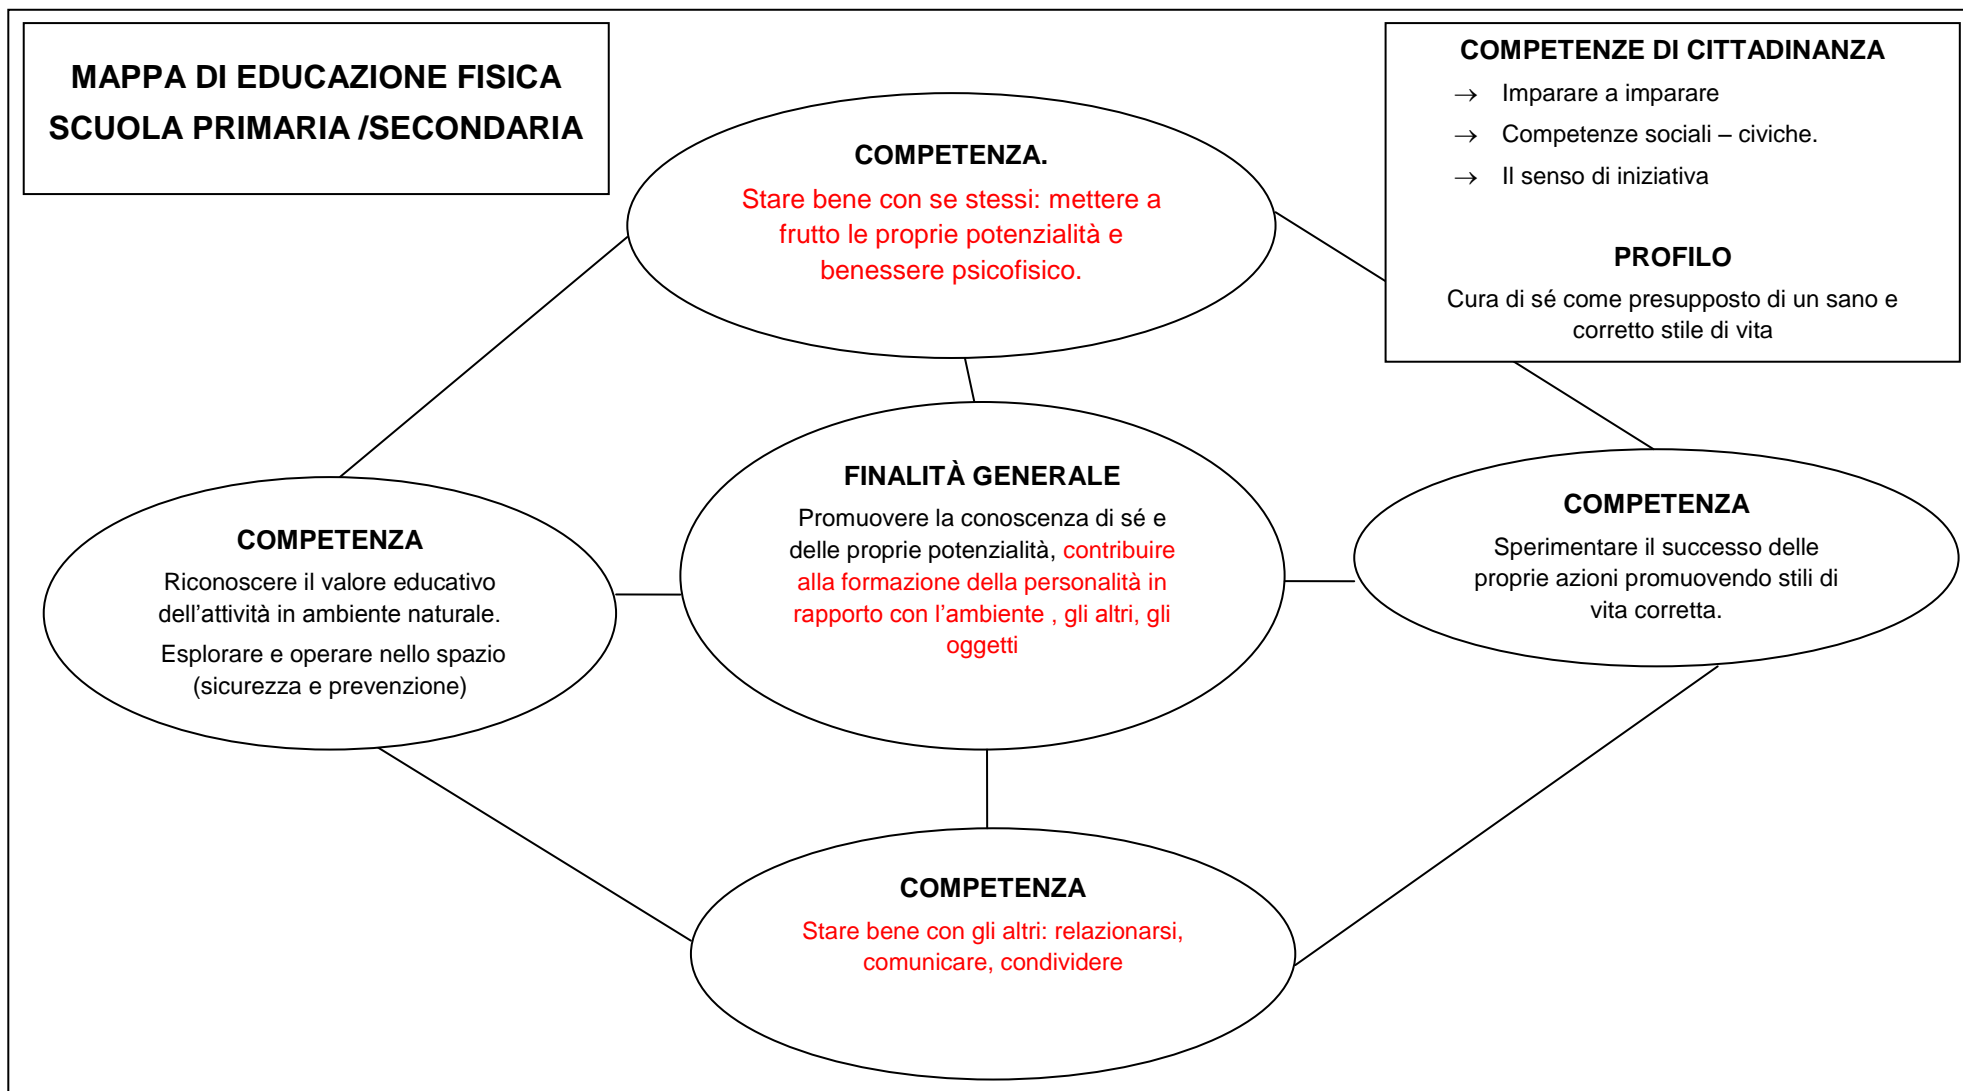 MAPPA DI EDUCAZIONE FISICA
SCUOLA PRIMARIA /SECONDARIA
COMPETENZE DI CITTADINANZA
→ Imparare a imparare
→ Competenze sociali – civiche.
→ Il senso di iniziativa
PROFILO
Cura di sé come presupposto di un sano e
corretto stile di vita
COMPETENZA.
Stare bene con se stessi: mettere a
frutto le proprie potenzialità e
benessere psicofisico.
COMPETENZA
Riconoscere il valore educativo
dell’attività in ambiente naturale.
Esplorare e operare nello spazio
(sicurezza e prevenzione)
FINALITÀ GENERALE
Promuovere la conoscenza di sé e
delle proprie potenzialità, contribuire
alla formazione della personalità in
rapporto con l’ambiente , gli altri, gli
oggetti
COMPETENZA
Sperimentare il successo delle
proprie azioni promuovendo stili di
vita corretta.
COMPETENZA
Stare bene con gli altri: relazionarsi,
comunicare, condividere